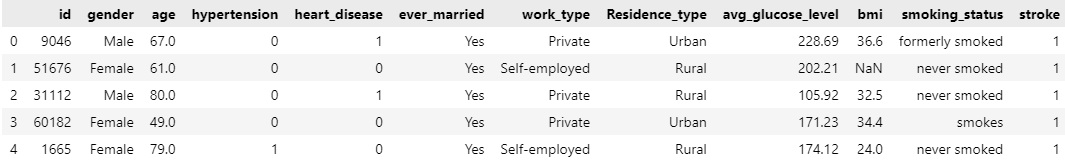 id gender age hypertension heart_disease ever_married work_type Residence_type avg_glucose_level bmi smoking_status stroke
0 9046 Male 67.0 0 1 Yes Private Urban 228.69 36.6 formerly smoked 1
1 51676 Female 61.0 0 0 Yes Self-employed Rural 202.21 NaN never smoked 1
2 31112 Male 80.0 0 1 Yes Private Rural 105.92 32.5 never smoked 1
3 60182 Female 49.0 0 0 Yes Private Urban 171.23 34.4 smokes 1
4 1665 Female 79.0 1 0 Yes Self-employed Rural 174.12 24.0 never smoked 1